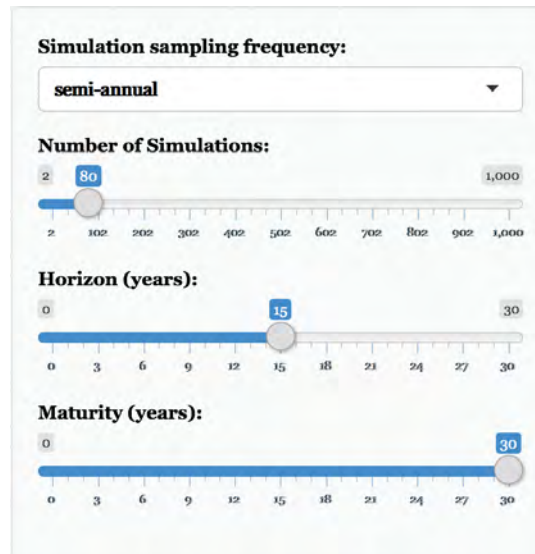 Simulation sampling frequency:
semi-annual
Number of Simulations:
2 80 1,000
2 102 202 302 402 502 602 702 802 902 1,000
Horizon (years):
0 15 30
0 3 6 9 12 15 18 21 24 27 30
Maturity (years):
0 30
0 3 6 9 12 15 18 21 24 27 30